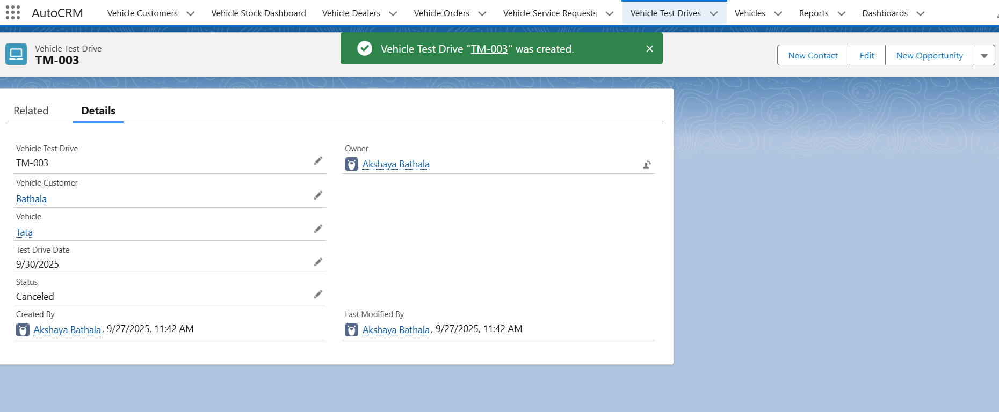 AutoCRM Vehicle Customers Vehicle Stock Dashboard Vehicle Dealers Vehicle Orders Vehicle Service Requests Vehicle Test Drives Vehicles Reports Dashboards
Vehicle Test Drive "TM-003" was created.
Vehicle Test Drive
TM-003
New Contact Edit New Opportunity
Related Details
Vehicle Test Drive
TM-003
Owner
Akshaya Bathala
Vehicle Customer
Bathala
Vehicle
Tata
Test Drive Date
9/30/2025
Status
Canceled
Created By
Akshaya Bathala, 9/27/2025, 11:42 AM
Last Modified By
Akshaya Bathala, 9/27/2025, 11:42 AM